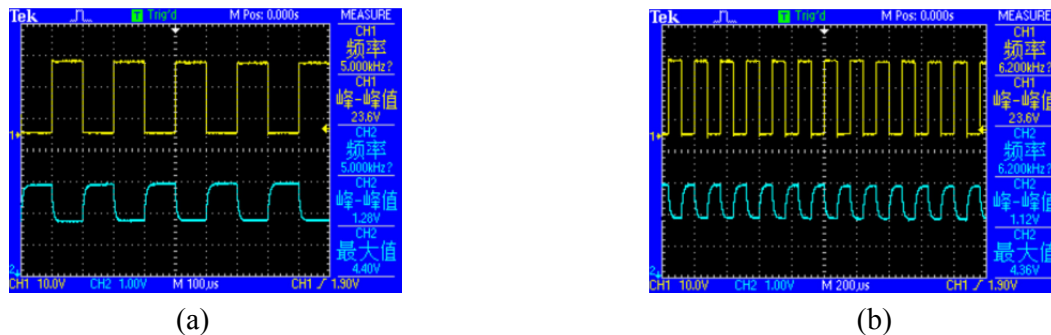 Tek Trig'd M Pos: 0.000s MEASURE
CH1
频率
5.000kHz?
CH1
峰-峰值
23.6V
CH2
频率
5.000kHz?
CH2
峰-峰值
1.28V
CH2
最大值
4.40V
1
2
CH1 10.0V CH2 1.00V M 100µs CH1 1.90V
(a)
Tek Trig'd M Pos: 0.000s MEASURE
CH1
频率
6.200kHz?
CH1
峰-峰值
23.6V
CH2
频率
6.200kHz?
CH2
峰-峰值
1.12V
CH2
最大值
4.36V
1
2
CH1 10.0V CH2 1.00V M 200µs CH1 1.90V
(b)